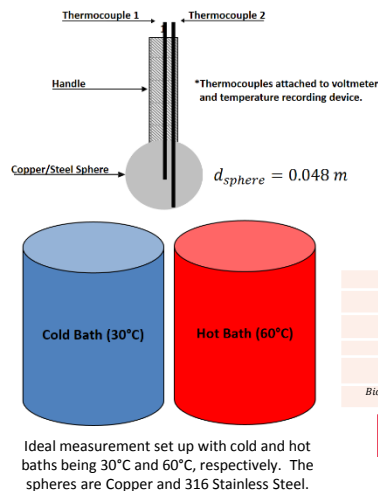 Thermocouple 1
Thermocouple 2
Handle
*Thermocouples attached to voltmeter
and temperature recording device.
Copper/Steel Sphere
d_sphere = 0.048 m
Cold Bath (30°C)
Hot Bath (60°C)
Ideal measurement set up with cold and hot
baths being 30°C and 60°C, respectively. The
spheres are Copper and 316 Stainless Steel.